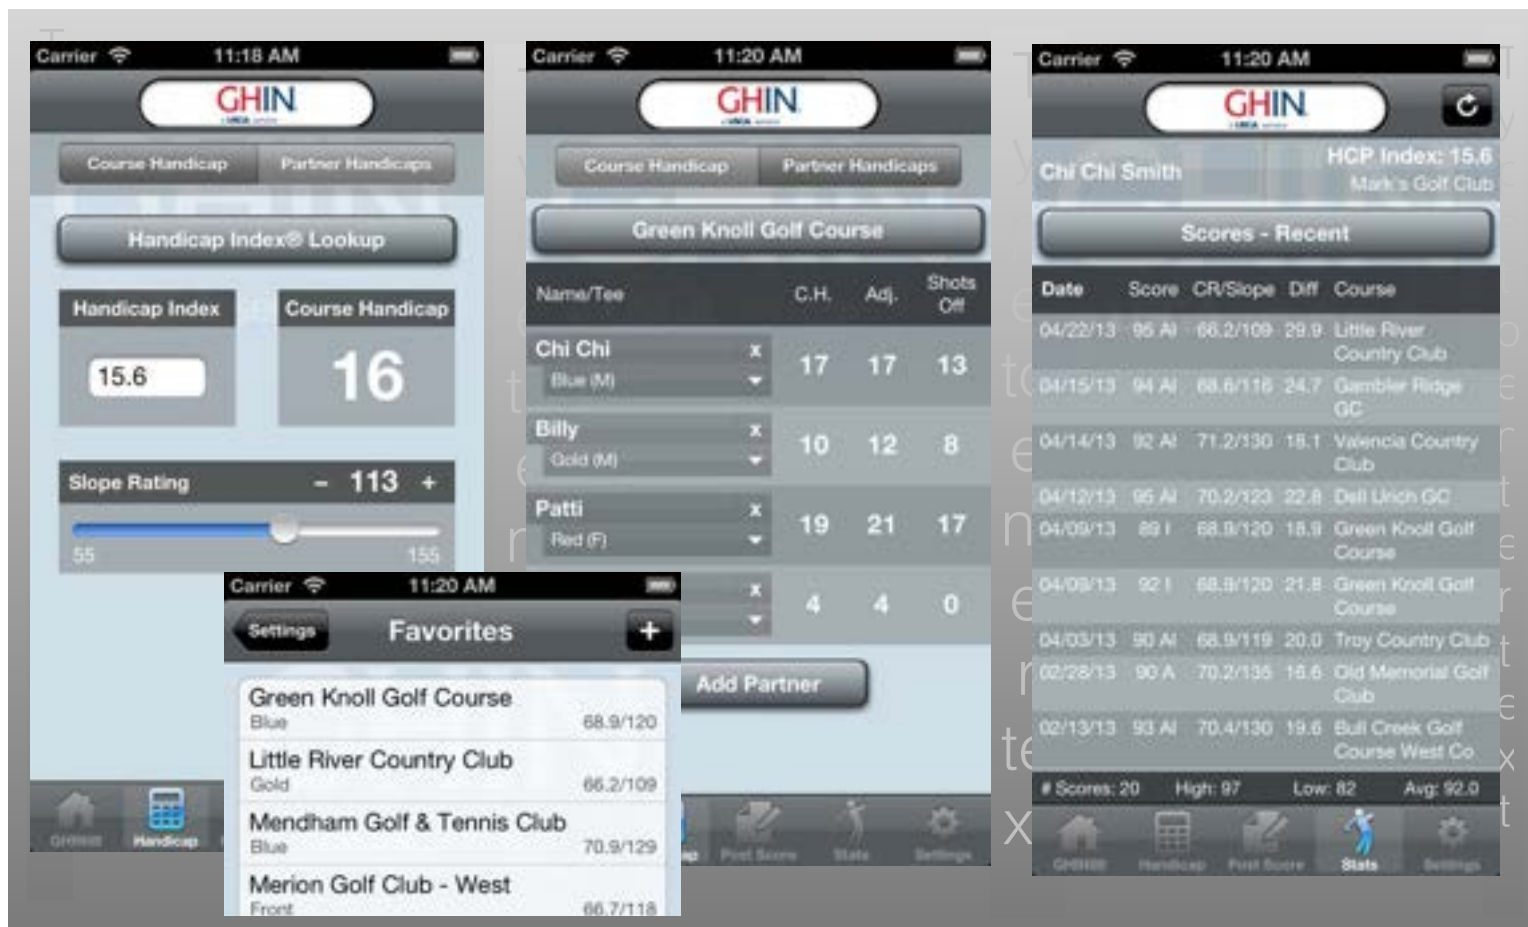 Carrier 11:18 AM
GHIN
Course Handicap Partner Handicaps
Handicap Index® Lookup
Handicap Index Course Handicap
15.6 16
Slope Rating - 113 +
55 155
Handicap
Carrier 11:20 AM
GHIN
Course Handicap Partner Handicaps
Green Knoll Golf Course
Name/Tee C.H. Adj. Shots Off
Chi Chi x
Blue (M) 17 17 13
Billy x
Gold (M) 10 12 8
Patti x
Red (F) 19 21 17
x
4 4 0
Add Partner
Post Score Stats Settings
Carrier 11:20 AM
Settings Favorites +
Green Knoll Golf Course
Blue 68.9/120
Little River Country Club
Gold 66.2/109
Mendham Golf & Tennis Club
Blue 70.9/129
Merion Golf Club - West
Front 66.7/118
Carrier 11:20 AM
GHIN
HCP Index: 15.6
Chi Chi Smith
Mark's Golf Club
Scores - Recent
Date Score CR/Slope Diff Course
04/22/13 95 AI 66.2/109 29.9 Little River
Country Club
04/15/13 94 AI 68.6/116 24.7 Gambler Ridge
GC
04/14/13 92 AI 71.2/130 18.1 Valencia Country
Club
04/12/13 95 AI 70.2/123 22.8 Dell Urich GC
04/09/13 89 I 68.9/120 18.9 Green Knoll Golf
Course
04/09/13 92 I 68.9/120 21.8 Green Knoll Golf
Course
04/03/13 90 AI 68.9/119 20.0 Troy Country Club
02/28/13 90 A 70.2/135 16.6 Old Memorial Golf
Club
02/13/13 93 AI 70.4/130 19.6 Bull Creek Golf
Course West Co
# Scores: 20 High: 97 Low: 82 Avg: 92.0
Handicap Post Score Stats Settings